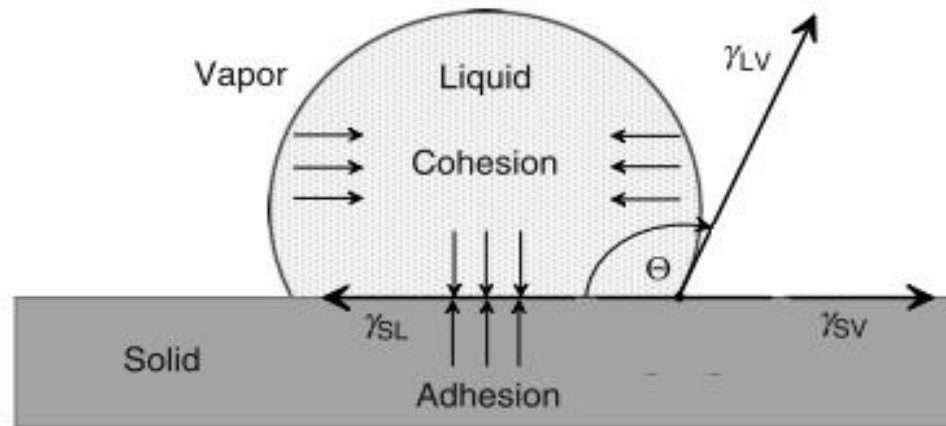 γLV
Vapor
Liquid
Cohesion
Θ
γSL
γSV
Solid
Adhesion